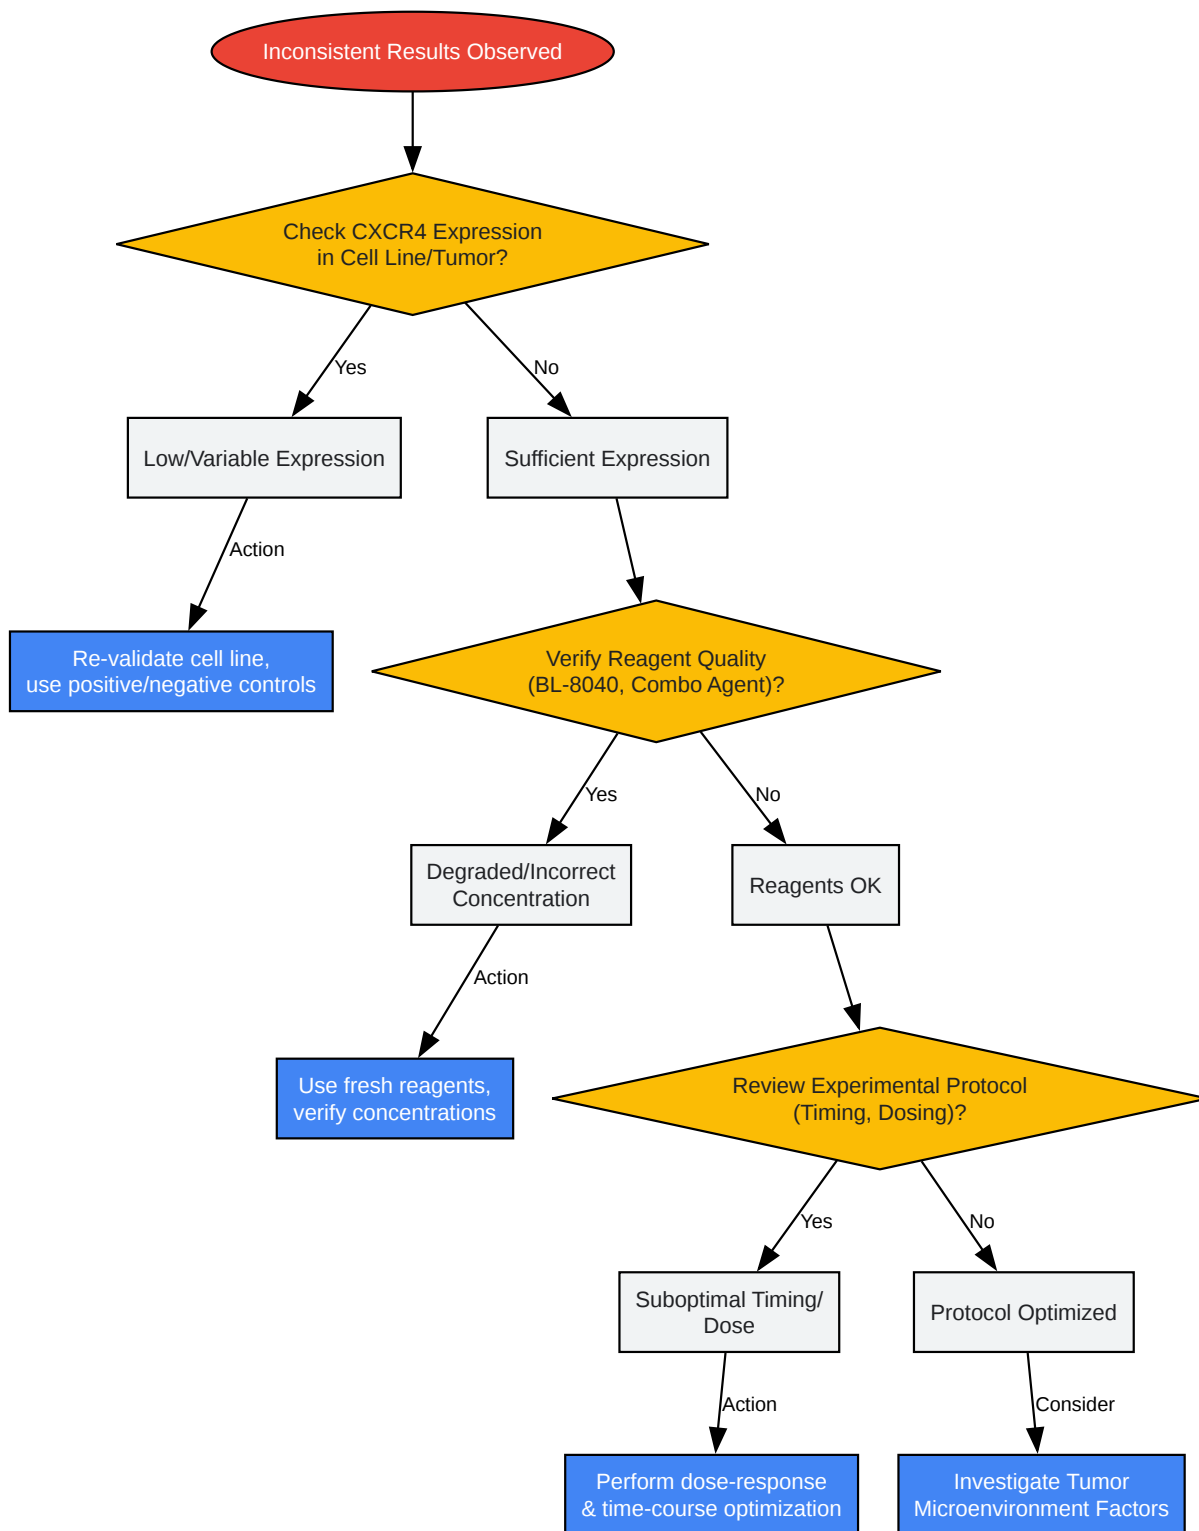 Inconsistent Results Observed
Check CXCR4 Expression
in Cell Line/Tumor?
Yes
No
Low/Variable Expression
Sufficient Expression
Action
Re-validate cell line,
use positive/negative controls
Verify Reagent Quality
(BL-8040, Combo Agent)?
Yes
No
Degraded/Incorrect
Concentration
Reagents OK
Action
Use fresh reagents,
verify concentrations
Review Experimental Protocol
(Timing, Dosing)?
Yes
No
Suboptimal Timing/
Dose
Protocol Optimized
Action
Consider
Perform dose-response
& time-course optimization
Investigate Tumor
Microenvironment Factors